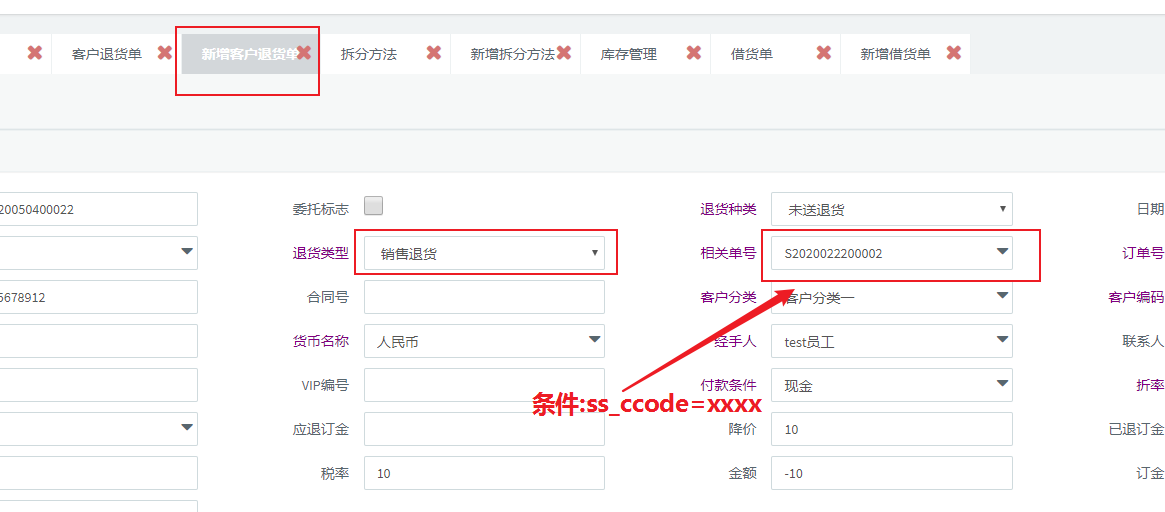 客户退货单 新增客户退货单 拆分方法 新增拆分方法 库存管理 借货单 新增借货单
20050400022 委托标志 退货种类 未送退货 日期
退货类型 销售退货 相关单号 S2020022200002 订单号
5678912 合同号 客户分类 客户分类一 客户编码
货币名称 人民币 经手人 test员工 联系人
VIP编号 付款条件 现金 折率
条件:ss_ccode=xxxx
应退订金 降价 10 已退订金
税率 10 金额 -10 订金